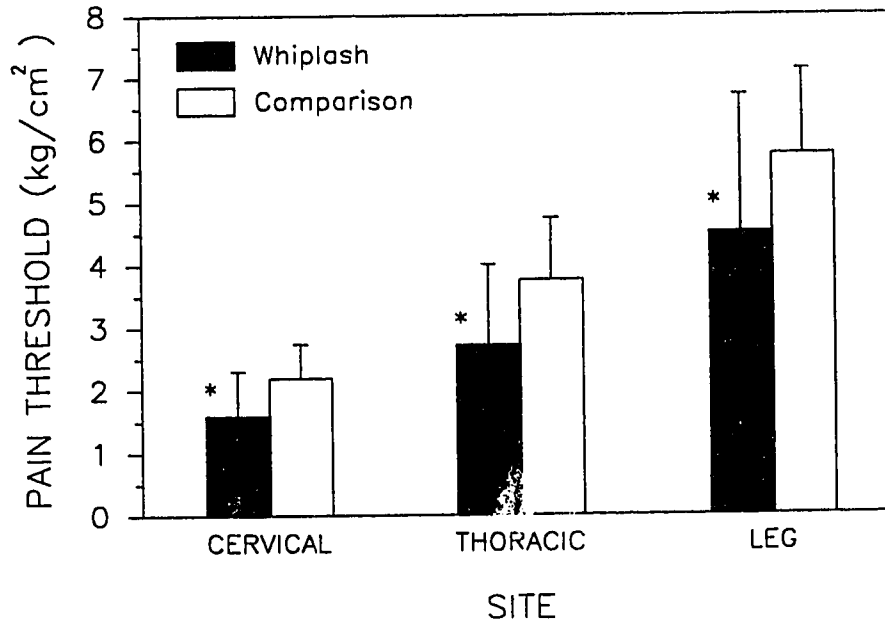 8
7
6
5
4
3
2
1
0
PAIN THRESHOLD (kg/cm²)
Whiplash
Comparison
*
*
*
CERVICAL THORACIC LEG
SITE